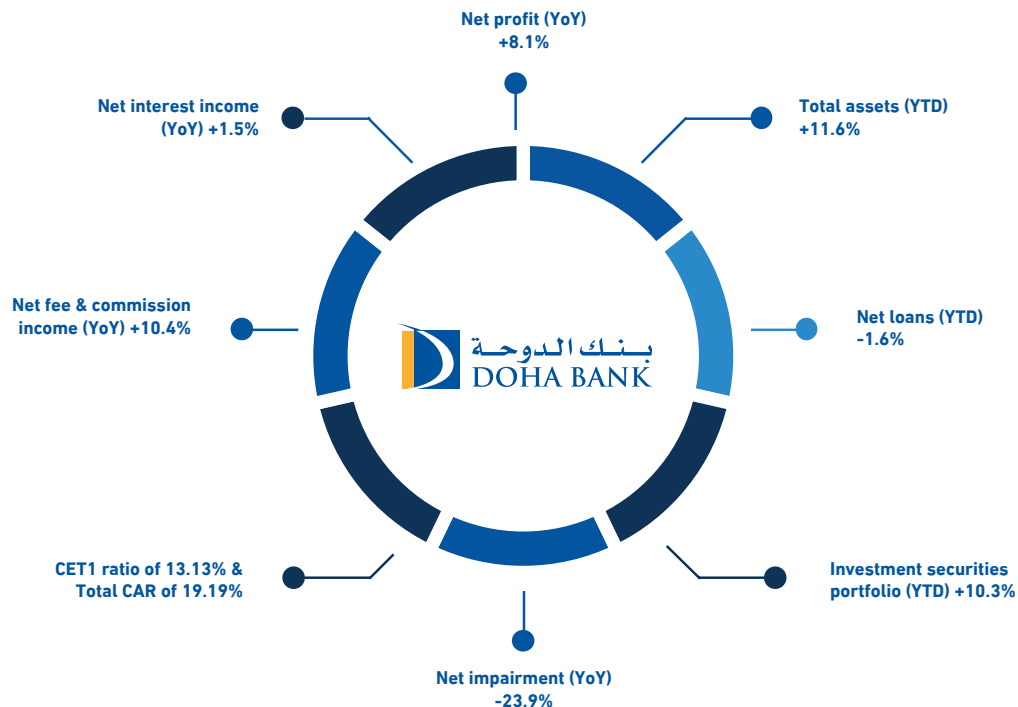 Net profit (YoY)
+8.1%
Net interest income
(YoY) +1.5%
Total assets (YTD)
+11.6%
Net fee & commission
income (YoY) +10.4%
بنك الدوحة
DOHA BANK
Net loans (YTD)
-1.6%
CET1 ratio of 13.13% &
Total CAR of 19.19%
Investment securities
portfolio (YTD) +10.3%
Net impairment (YoY)
-23.9%